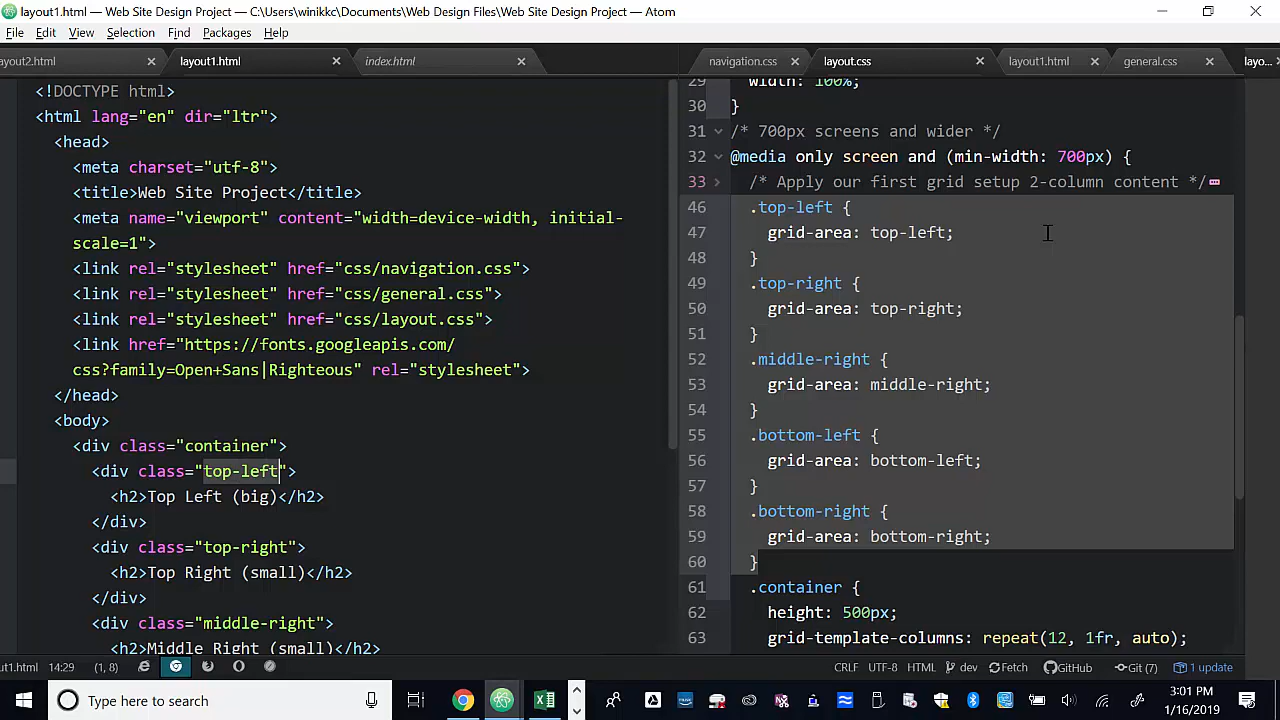 layout1.html — Web Site Design Project — C:\Users\winikkc\Documents\Web Design Files\Web Site Design Project — Atom
File Edit View Selection Find Packages Help
ayout2.html layout1.html index.html
navigation.css layout.css layout1.html general.css layo...
<!DOCTYPE html>
<html lang="en" dir="ltr">
<head>
<meta charset="utf-8">
<title>Web Site Project</title>
<meta name="viewport" content="width=device-width, initial-
scale=1">
<link rel="stylesheet" href="css/navigation.css">
<link rel="stylesheet" href="css/general.css">
<link rel="stylesheet" href="css/layout.css">
<link href="https://fonts.googleapis.com/
css?family=Open+Sans|Righteous" rel="stylesheet">
</head>
<body>
<div class="container">
<div class="top-left">
<h2>Top Left (big)</h2>
</div>
<div class="top-right">
<h2>Top Right (small)</h2>
</div>
<div class="middle-right">
<h2>Middle Right (small)</h2>
29 width: 100%;
30 }
31 /* 700px screens and wider */
32 @media only screen and (min-width: 700px) {
33 /* Apply our first grid setup 2-column content */
46 .top-left {
47 grid-area: top-left;
48 }
49 .top-right {
50 grid-area: top-right;
51 }
52 .middle-right {
53 grid-area: middle-right;
54 }
55 .bottom-left {
56 grid-area: bottom-left;
57 }
58 .bottom-right {
59 grid-area: bottom-right;
60 }
61 .container {
62 height: 500px;
63 grid-template-columns: repeat(12, 1fr, auto);
ut1.html 14:29 (1, 8) CRLF UTF-8 HTML dev Fetch GitHub Git (7) 1 update
Type here to search
3:01 PM
1/16/2019